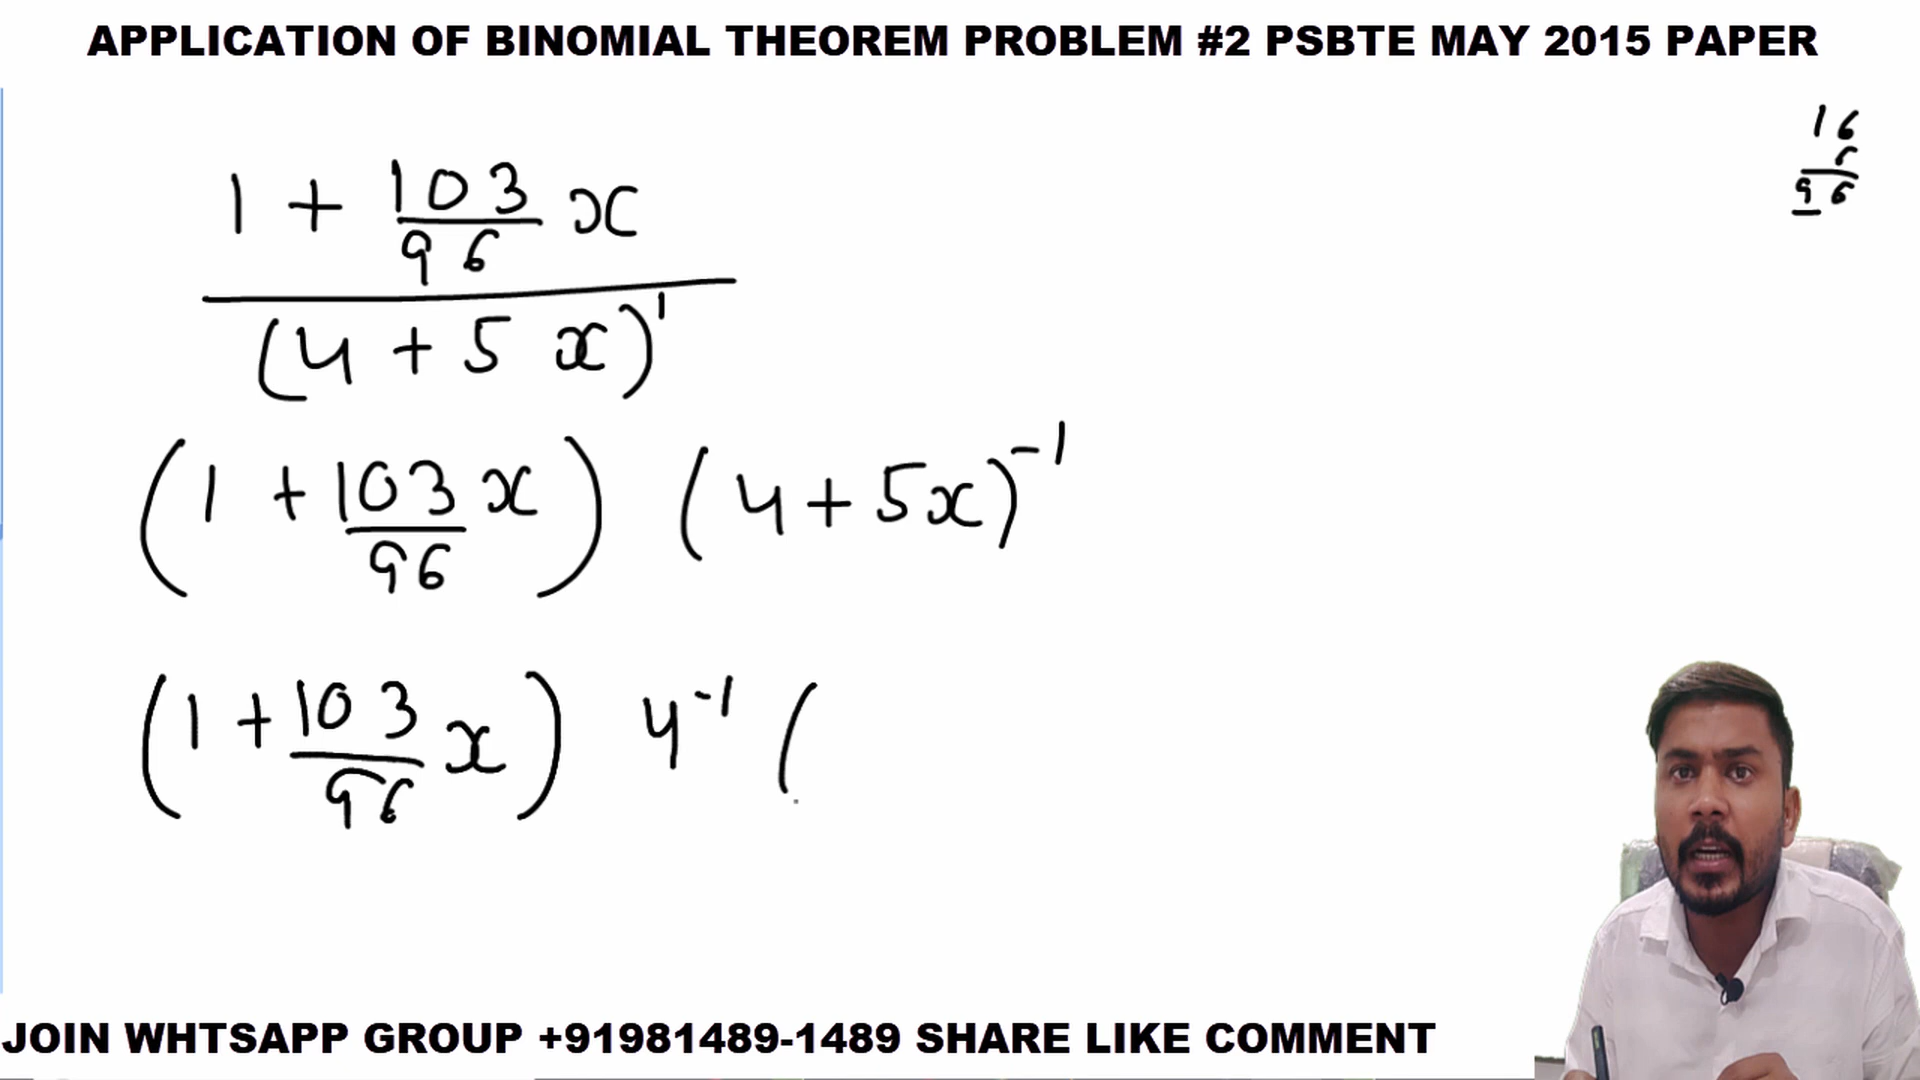 APPLICATION OF BINOMIAL THEOREM PROBLEM #2 PSBTE MAY 2015 PAPER
16
6
96
1 + 103/96 x
(4 + 5 x)^1
(1 + 103/96 x) (4 + 5x)^-1
(1 + 103/96 x) 4^-1 (
JOIN WHTSAPP GROUP +91981489-1489 SHARE LIKE COMMENT